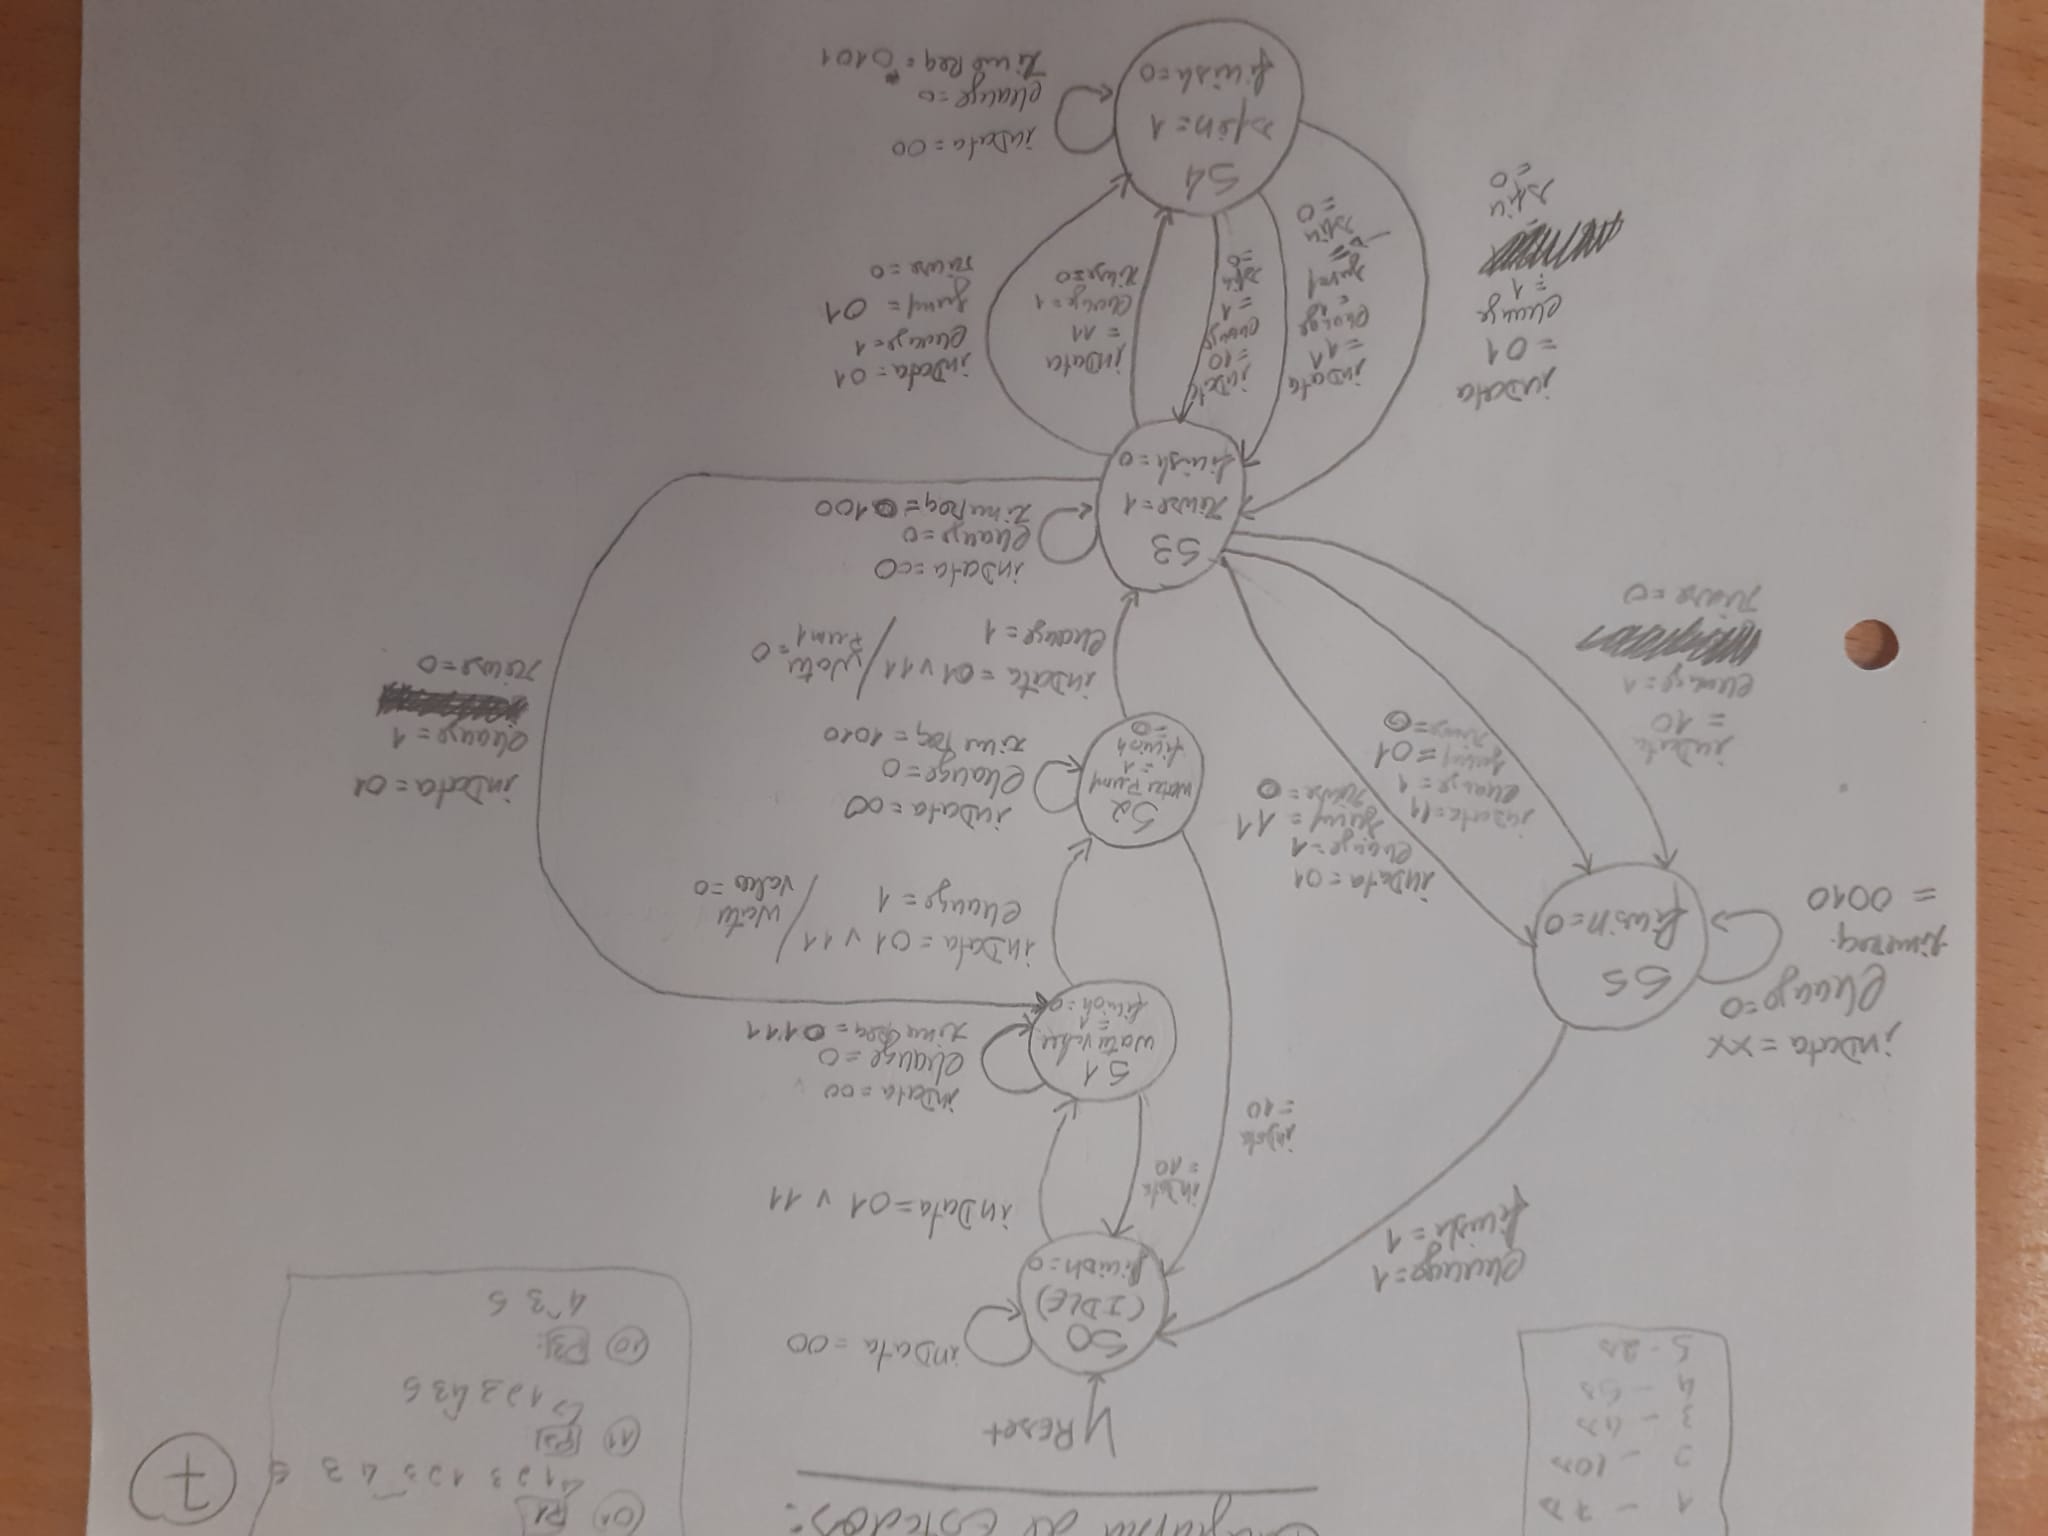 Diagrama de Estados:
7
1 - 7s
2 - 10s
3 - 4s
4 - 5s
5 - 2s
01 P1
1 2 3 1 2 3 4 3 5
11 P2
1 2 3 4 3 5
10 P3:
4 3 5
Reset
S0
(IDLE)
finish=0
inData=00
change=1
finish=1
inData
=10
inData
=10
inData=01 v 11
S1
water valve
=1
finish=0
inData=00
change=0
timeReq=0111
inData=01 v 11 / water
change=1
valve=0
inData=xx
change=0
timeReq.
=0010
S5
finish=0
S2
water Pump
=1
finish
=0
inData=00
change=0
timeReq=1010
inData=01
change=1
jump=11
rinse=0
inData=11
change=1
jump=01
rinse=0
inData
=10
change=1
rinse=0
inData=01
change=1
rinse=0
inData=01 v 11 / water
Pump=0
change=1
S3
rinse=1
finish=0
inData=00
change=0
timeReq=0100
inData
=01
change
=1
spin
=0
inData
=11
change
=1
jump
spin
=0
inData
=10
change
=1
spin
=0
inData
=11
change=1
rinse=0
inData=01
change=1
jump=01
rinse=0
S4
spin=1
finish=0
inData=00
change=0
timeReq=0101